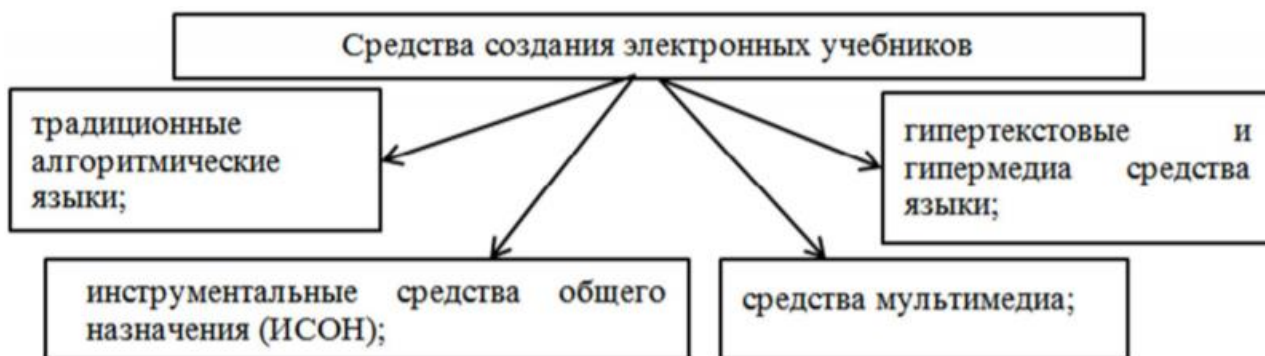 Средства создания электронных учебников
традиционные
алгоритмические
языки;
гипертекстовые и
гипермедиа средства
языки;
инструментальные средства общего
назначения (ИСОН);
средства мультимедиа;